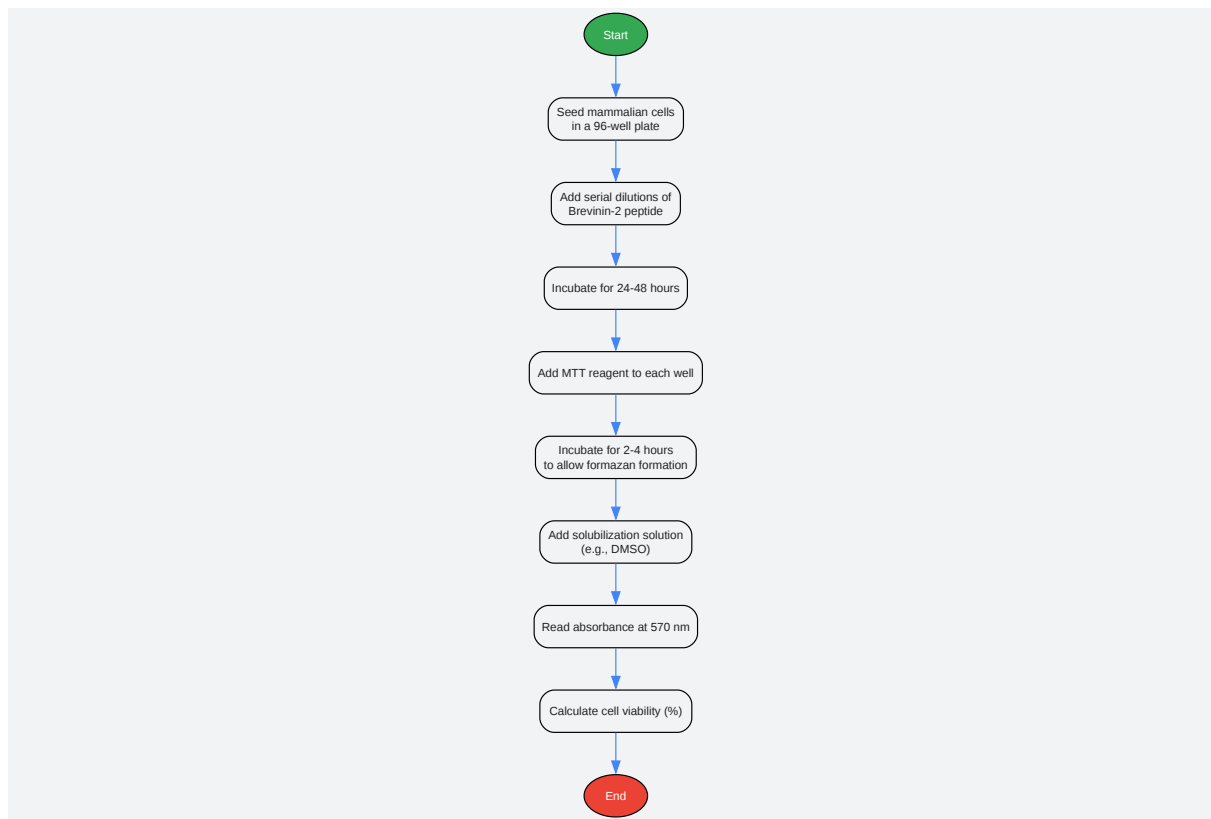 Start
Seed mammalian cells
in a 96-well plate
Add serial dilutions of
Brevinin-2 peptide
Incubate for 24-48 hours
Add MTT reagent to each well
Incubate for 2-4 hours
to allow formazan formation
Add solubilization solution
(e.g., DMSO)
Read absorbance at 570 nm
Calculate cell viability (%)
End